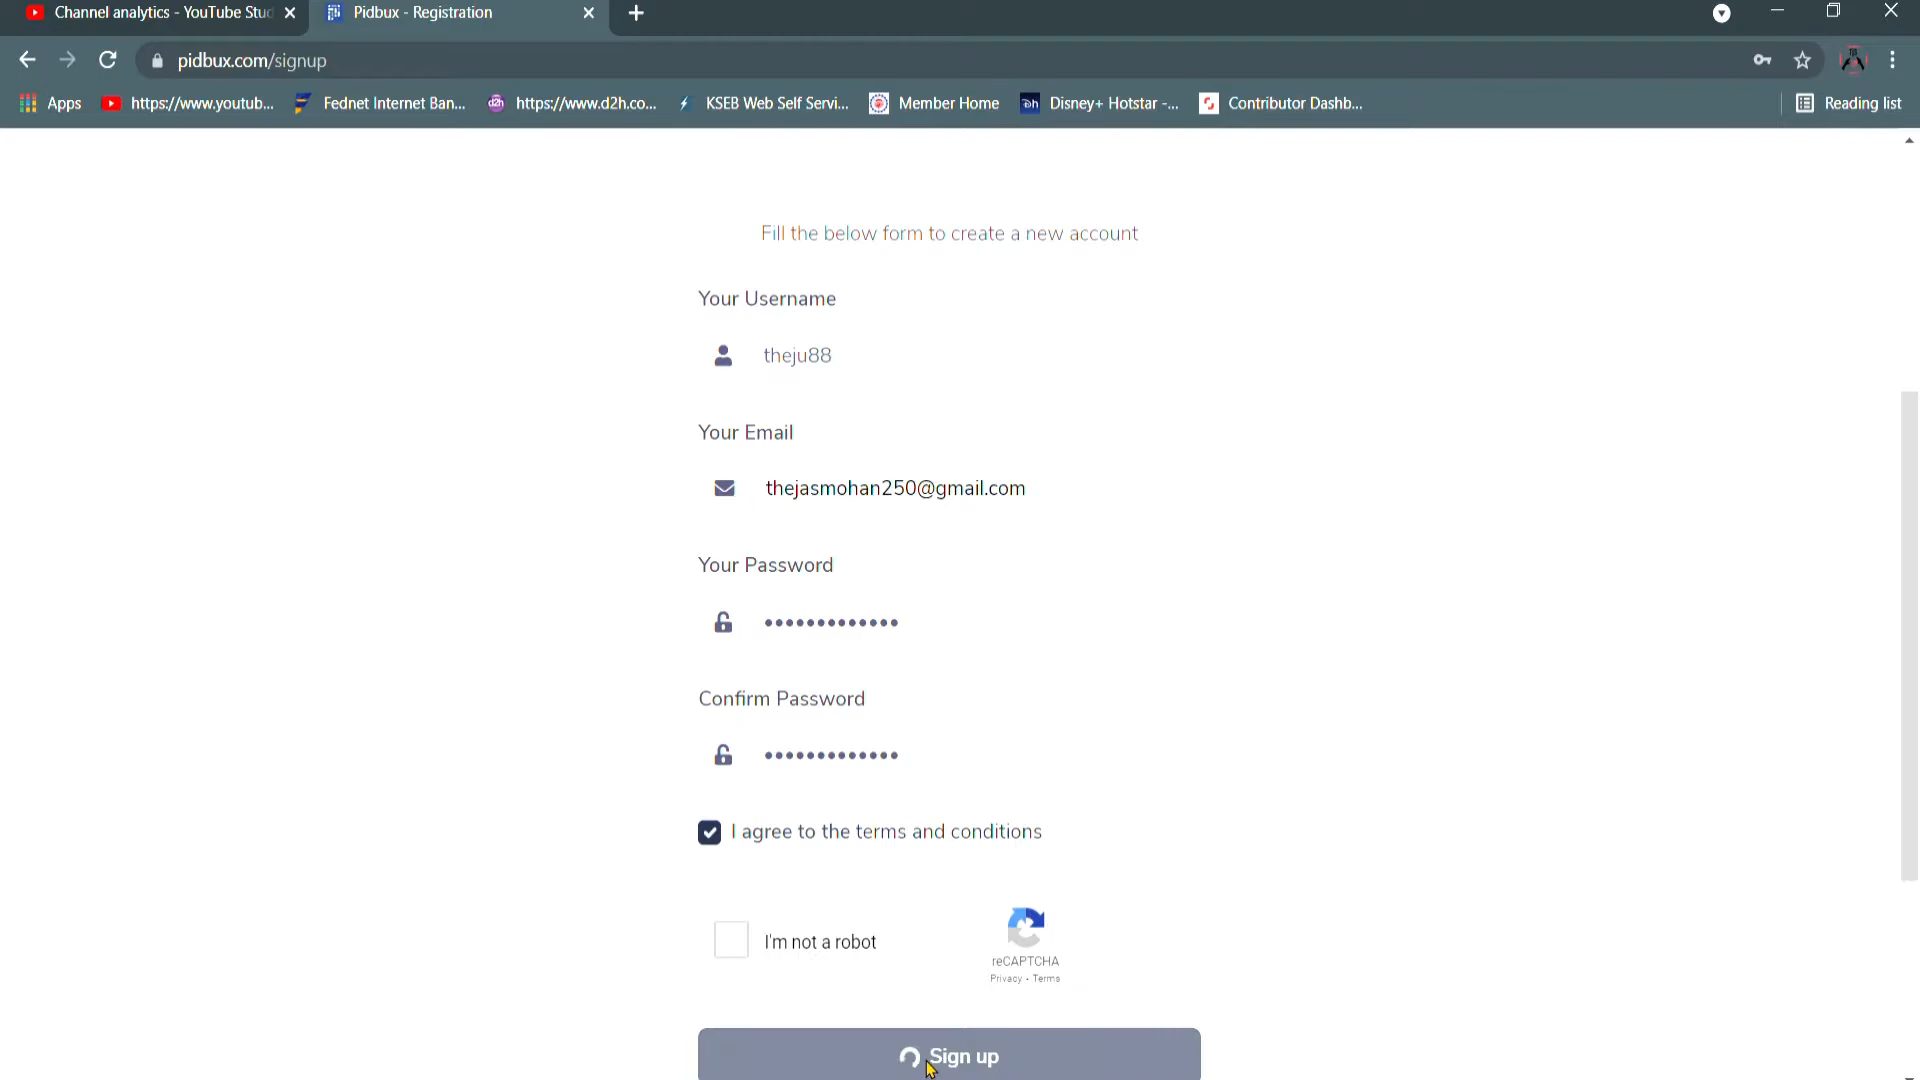 Channel analytics - YouTube Stud
Pidbux - Registration
pidbux.com/signup
Apps
https://www.youtub...
Fednet Internet Ban...
d2h
https://www.d2h.co...
KSEB Web Self Servi...
Member Home
Disney+ Hotstar -...
Contributor Dashb...
Reading list
Fill the below form to create a new account
Your Username
theju88
Your Email
thejasmohan250@gmail.com
Your Password
•••••••••••••
Confirm Password
•••••••••••••
I agree to the terms and conditions
I'm not a robot
reCAPTCHA
Privacy - Terms
Sign up